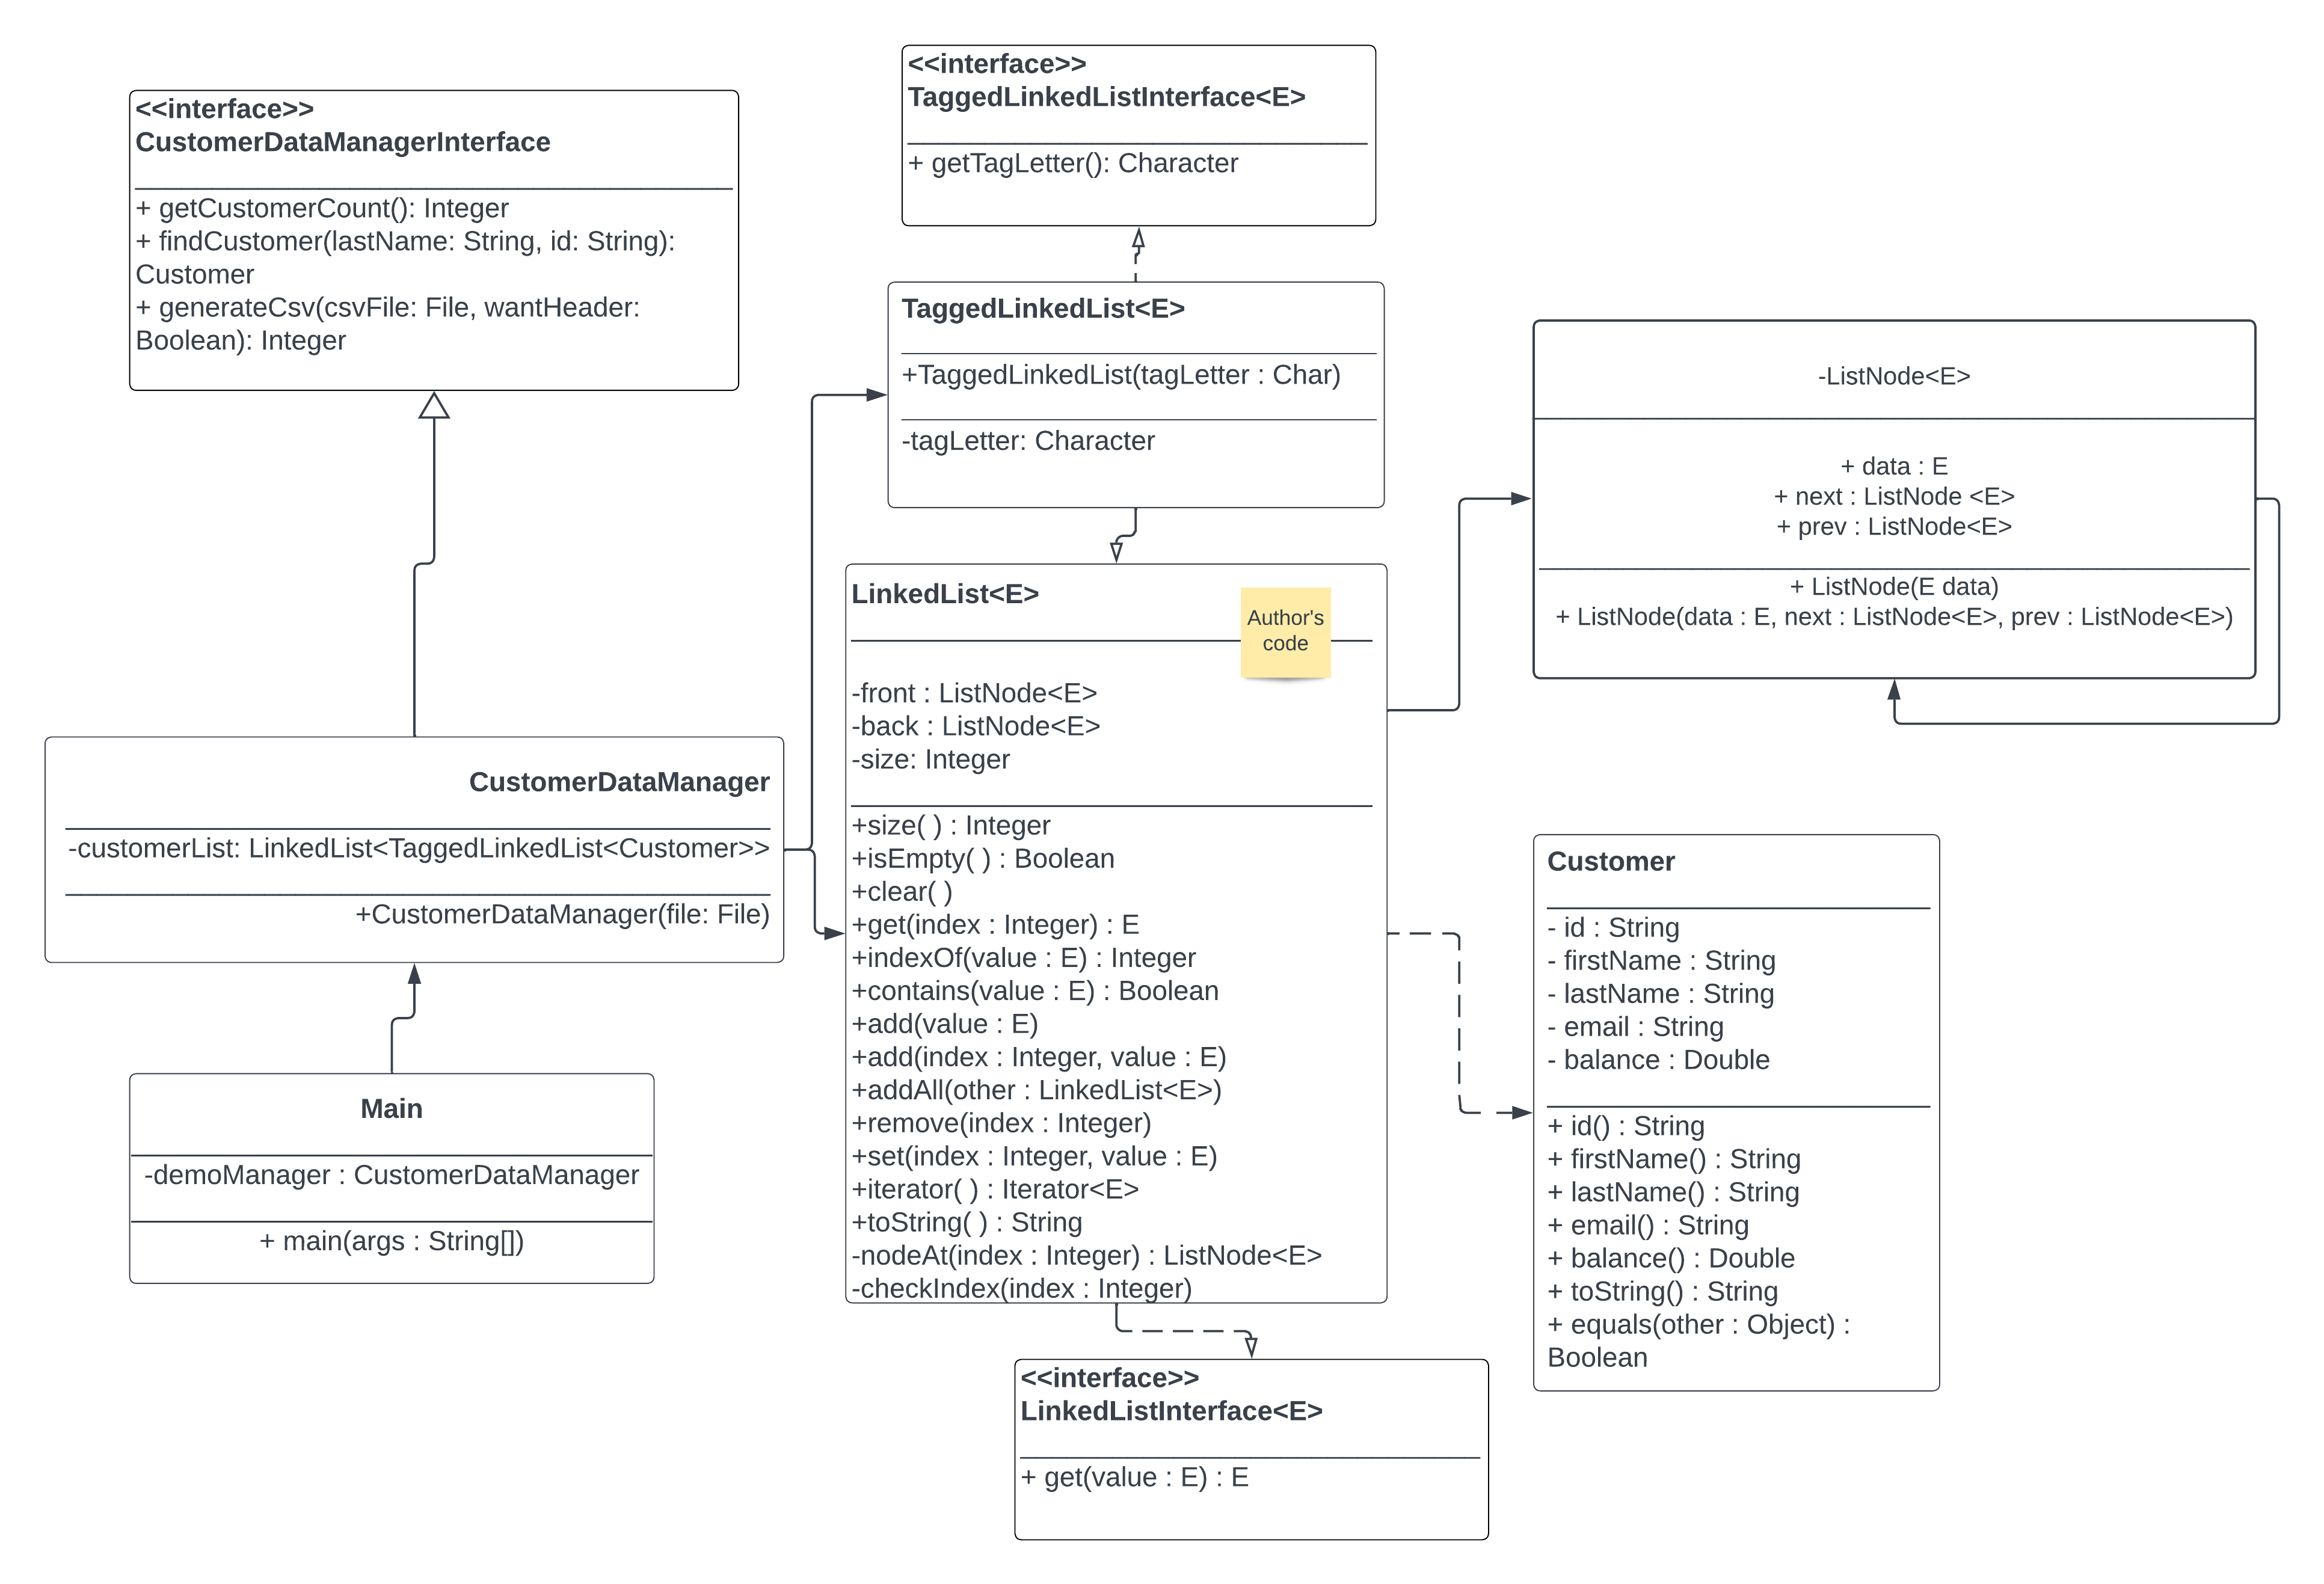 <<interface>>
CustomerDataManagerInterface
+ getCustomerCount(): Integer
+ findCustomer(lastName: String, id: String):
Customer
+ generateCsv(csvFile: File, wantHeader:
Boolean): Integer
<<interface>>
TaggedLinkedListInterface<E>
+ getTagLetter(): Character
TaggedLinkedList<E>
+TaggedLinkedList(tagLetter : Char)
-tagLetter: Character
-ListNode<E>
+ data : E
+ next : ListNode <E>
+ prev : ListNode<E>
+ ListNode(E data)
+ ListNode(data : E, next : ListNode<E>, prev : ListNode<E>)
CustomerDataManager
-customerList: LinkedList<TaggedLinkedList<Customer>>
+CustomerDataManager(file: File)
Main
-demoManager : CustomerDataManager
+ main(args : String[])
LinkedList<E>
Author's
code
-front : ListNode<E>
-back : ListNode<E>
-size: Integer
+size( ) : Integer
+isEmpty( ) : Boolean
+clear( )
+get(index : Integer) : E
+indexOf(value : E) : Integer
+contains(value : E) : Boolean
+add(value : E)
+add(index : Integer, value : E)
+addAll(other : LinkedList<E>)
+remove(index : Integer)
+set(index : Integer, value : E)
+iterator( ) : Iterator<E>
+toString( ) : String
-nodeAt(index : Integer) : ListNode<E>
-checkIndex(index : Integer)
Customer
- id : String
- firstName : String
- lastName : String
- email : String
- balance : Double
+ id() : String
+ firstName() : String
+ lastName() : String
+ email() : String
+ balance() : Double
+ toString() : String
+ equals(other : Object) :
Boolean
<<interface>>
LinkedListInterface<E>
+ get(value : E) : E